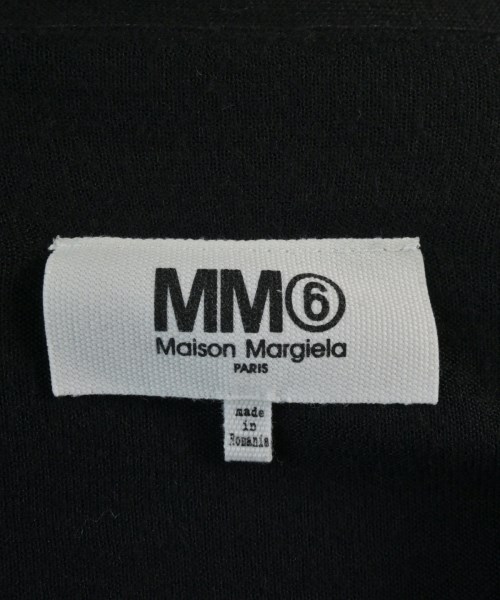 MM⑥
Maison Margiela
PARIS
made
in
Romania